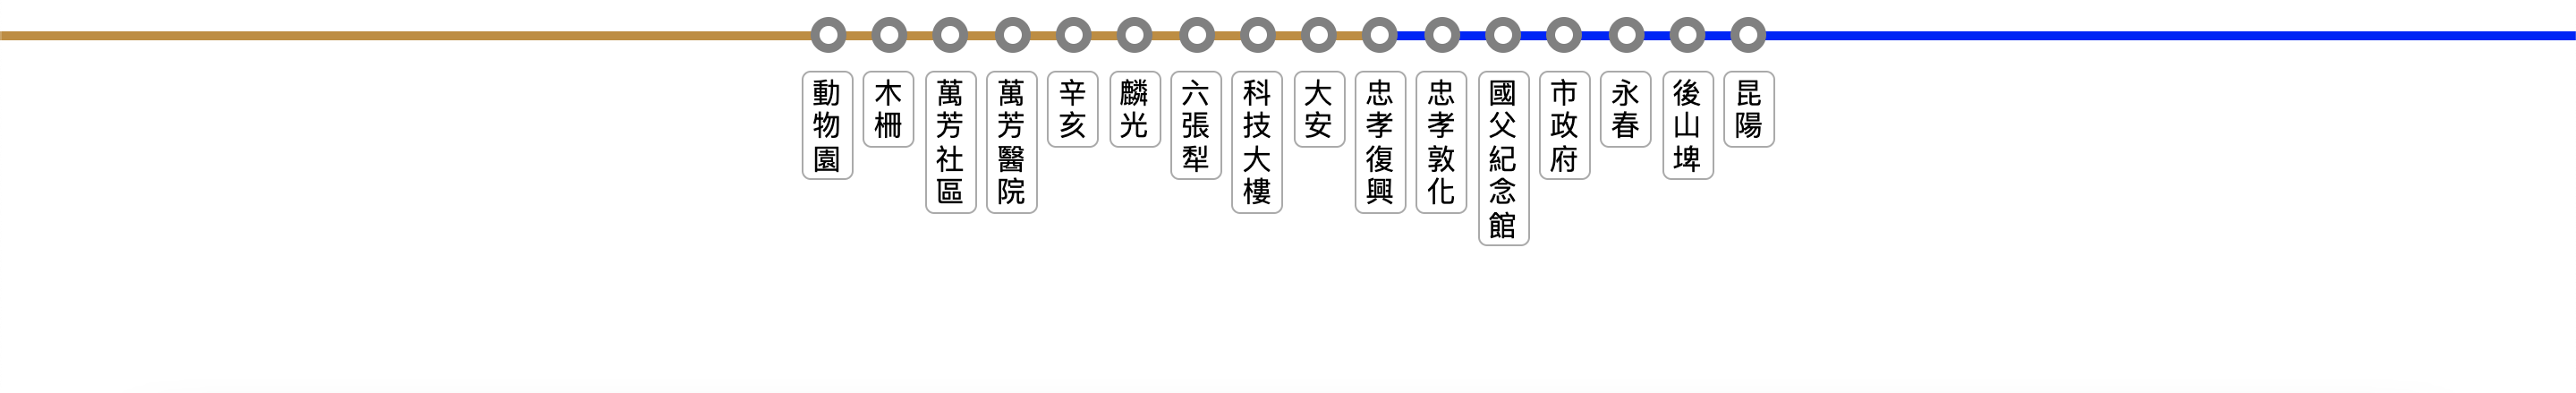 動物園
木柵
萬芳社區
萬芳醫院
辛亥
麟光
六張犁
科技大樓
大安
忠孝復興
忠孝敦化
國父紀念館
市政府
永春
後山埤
昆陽